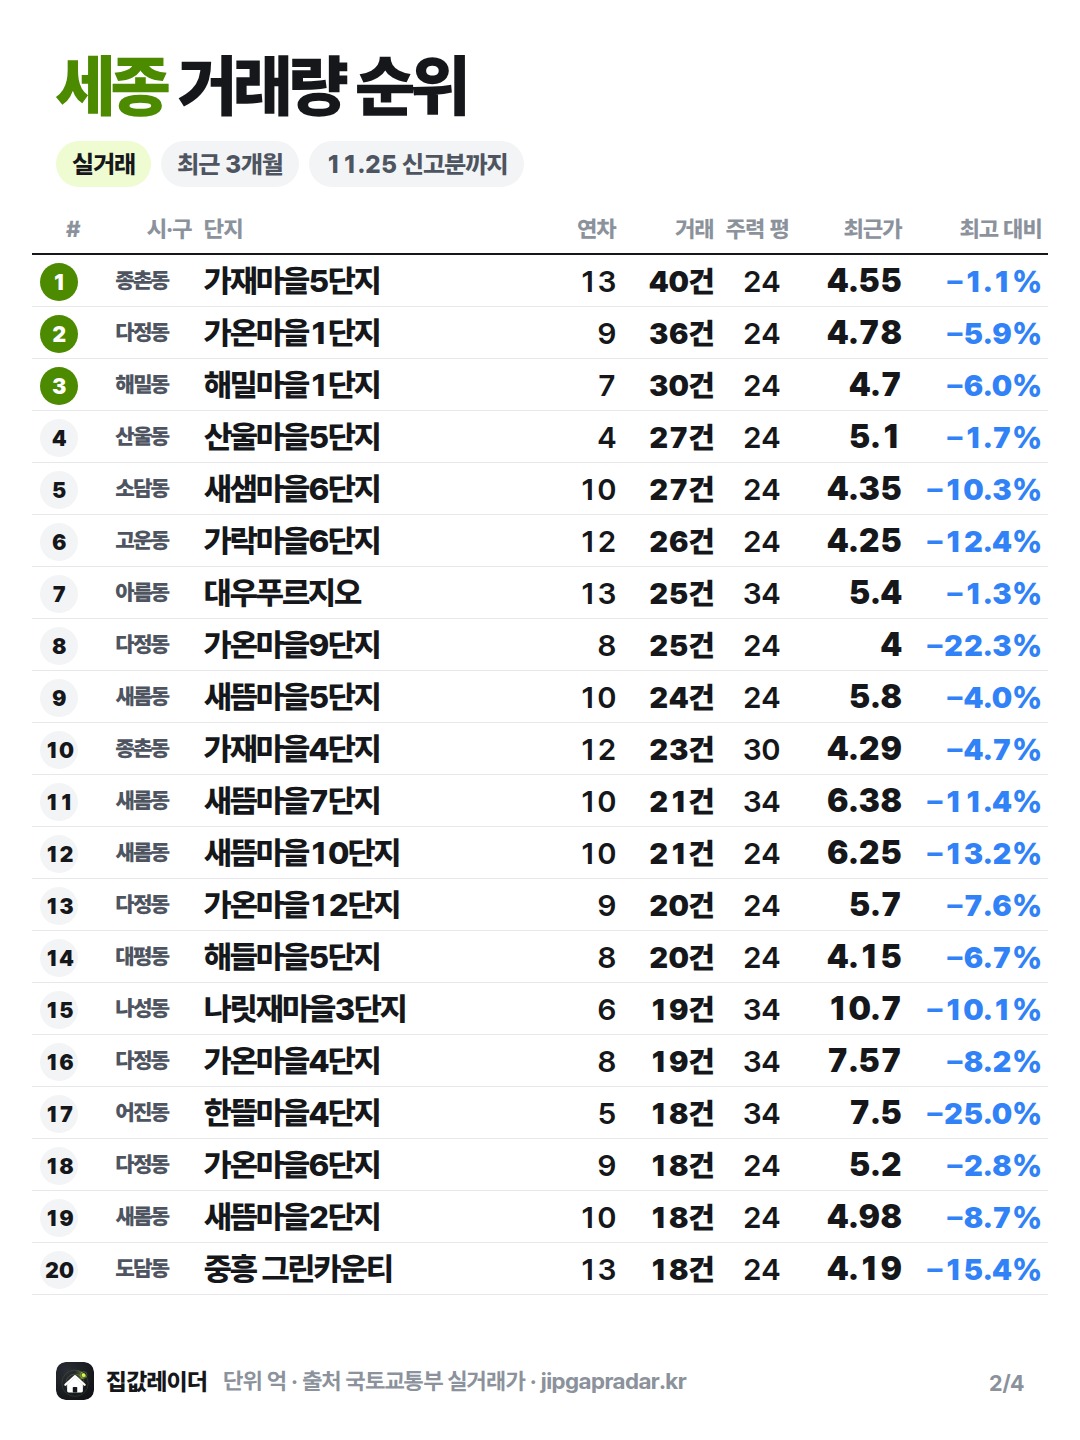 세종 거래량 순위
실거래 최근 3개월 11.25 신고분까지
# 시·구 단지 연차 거래 주력 평 최근가 최고 대비
1 종촌동 가재마을5단지 13 40건 24 4.55 −1.1%
2 다정동 가온마을1단지 9 36건 24 4.78 −5.9%
3 해밀동 해밀마을1단지 7 30건 24 4.7 −6.0%
4 산울동 산울마을5단지 4 27건 24 5.1 −1.7%
5 소담동 새샘마을6단지 10 27건 24 4.35 −10.3%
6 고운동 가락마을6단지 12 26건 24 4.25 −12.4%
7 아름동 대우푸르지오 13 25건 34 5.4 −1.3%
8 다정동 가온마을9단지 8 25건 24 4 −22.3%
9 새롬동 새뜸마을5단지 10 24건 24 5.8 −4.0%
10 종촌동 가재마을4단지 12 23건 30 4.29 −4.7%
11 새롬동 새뜸마을7단지 10 21건 34 6.38 −11.4%
12 새롬동 새뜸마을10단지 10 21건 24 6.25 −13.2%
13 다정동 가온마을12단지 9 20건 24 5.7 −7.6%
14 대평동 해들마을5단지 8 20건 24 4.15 −6.7%
15 나성동 나릿재마을3단지 6 19건 34 10.7 −10.1%
16 다정동 가온마을4단지 8 19건 34 7.57 −8.2%
17 어진동 한뜰마을4단지 5 18건 34 7.5 −25.0%
18 다정동 가온마을6단지 9 18건 24 5.2 −2.8%
19 새롬동 새뜸마을2단지 10 18건 24 4.98 −8.7%
20 도담동 중흥 그린카운티 13 18건 24 4.19 −15.4%
집값레이더 단위 억 · 출처 국토교통부 실거래가 · jipgapradar.kr 2/4